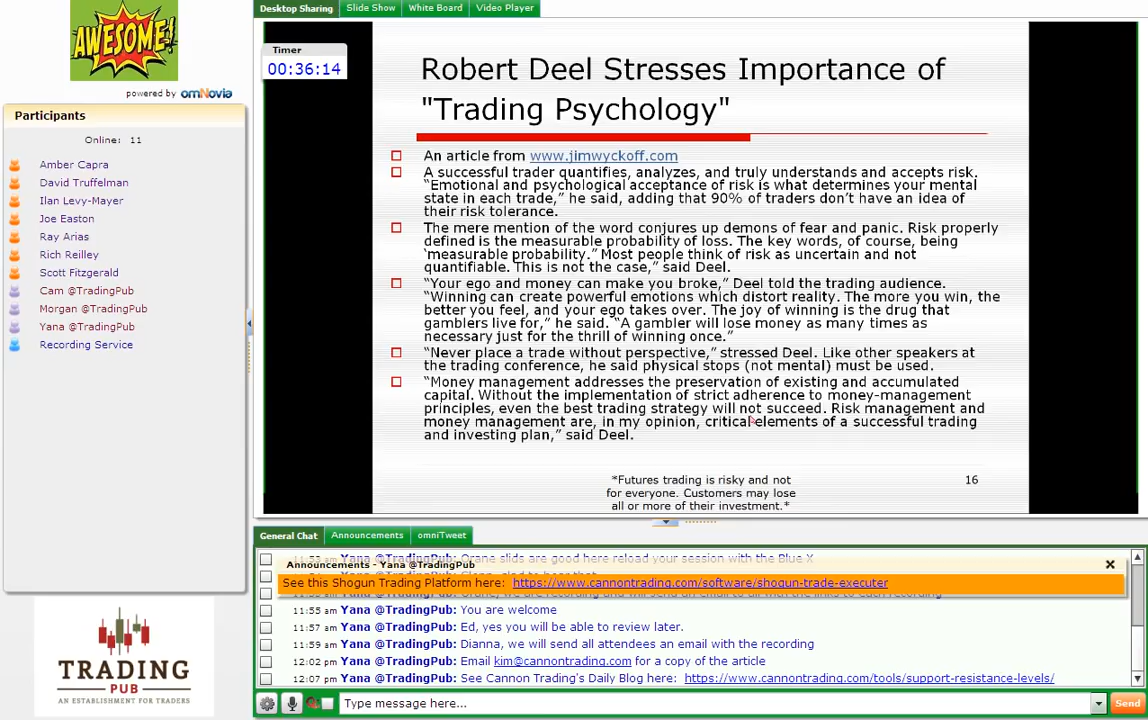 AWESOME!
powered by omNovia
Participants
Online: 11
Amber Capra
David Truffelman
Ilan Levy-Mayer
Joe Easton
Ray Arias
Rich Reilley
Scott Fitzgerald
Cam @TradingPub
Morgan @TradingPub
Yana @TradingPub
Recording Service
TRADING
PUB
AN ESTABLISHMENT FOR TRADERS
Desktop Sharing
Slide Show
White Board
Video Player
Timer
00:36:14
Robert Deel Stresses Importance of
"Trading Psychology"
An article from www.jimwyckoff.com
A successful trader quantifies, analyzes, and truly understands and accepts risk.
“Emotional and psychological acceptance of risk is what determines your mental
state in each trade,” he said, adding that 90% of traders don’t have an idea of
their risk tolerance.
The mere mention of the word conjures up demons of fear and panic. Risk properly
defined is the measurable probability of loss. The key words, of course, being
‘measurable probability.” Most people think of risk as uncertain and not
quantifiable. This is not the case,” said Deel.
“Your ego and money can make you broke,” Deel told the trading audience.
“Winning can create powerful emotions which distort reality. The more you win, the
better you feel, and your ego takes over. The joy of winning is the drug that
gamblers live for,” he said. “A gambler will lose money as many times as
necessary just for the thrill of winning once.”
“Never place a trade without perspective,” stressed Deel. Like other speakers at
the trading conference, he said physical stops (not mental) must be used.
“Money management addresses the preservation of existing and accumulated
capital. Without the implementation of strict adherence to money-management
principles, even the best trading strategy will not succeed. Risk management and
money management are, in my opinion, critical elements of a successful trading
and investing plan,” said Deel.
*Futures trading is risky and not
for everyone. Customers may lose
all or more of their investment.*
16
General Chat
Announcements
omniTweet
Yana @TradingPub: Orane slids are good here reload your session with the Blue X
Announcements - Yana @TradingPub
See this Shogun Trading Platform here: https://www.cannontrading.com/software/shogun-trade-executer
11:55 am Yana @TradingPub: You are welcome
11:57 am Yana @TradingPub: Ed, yes you will be able to review later.
11:59 am Yana @TradingPub: Dianna, we will send all attendees an email with the recording
12:02 pm Yana @TradingPub: Email kim@cannontrading.com for a copy of the article
12:07 pm Yana @TradingPub: See Cannon Trading's Daily Blog here: https://www.cannontrading.com/tools/support-resistance-levels/
Type message here...
Send